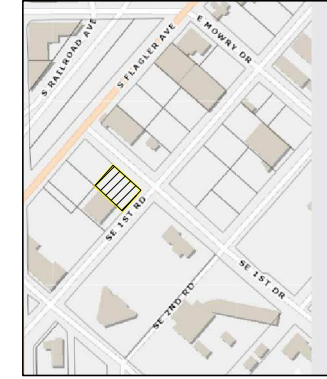 S RAILROAD AVE
S FLAGLER AVE
E MOWRY DR
SE 1ST RD
SE 1ST DR
SE 2ND RD